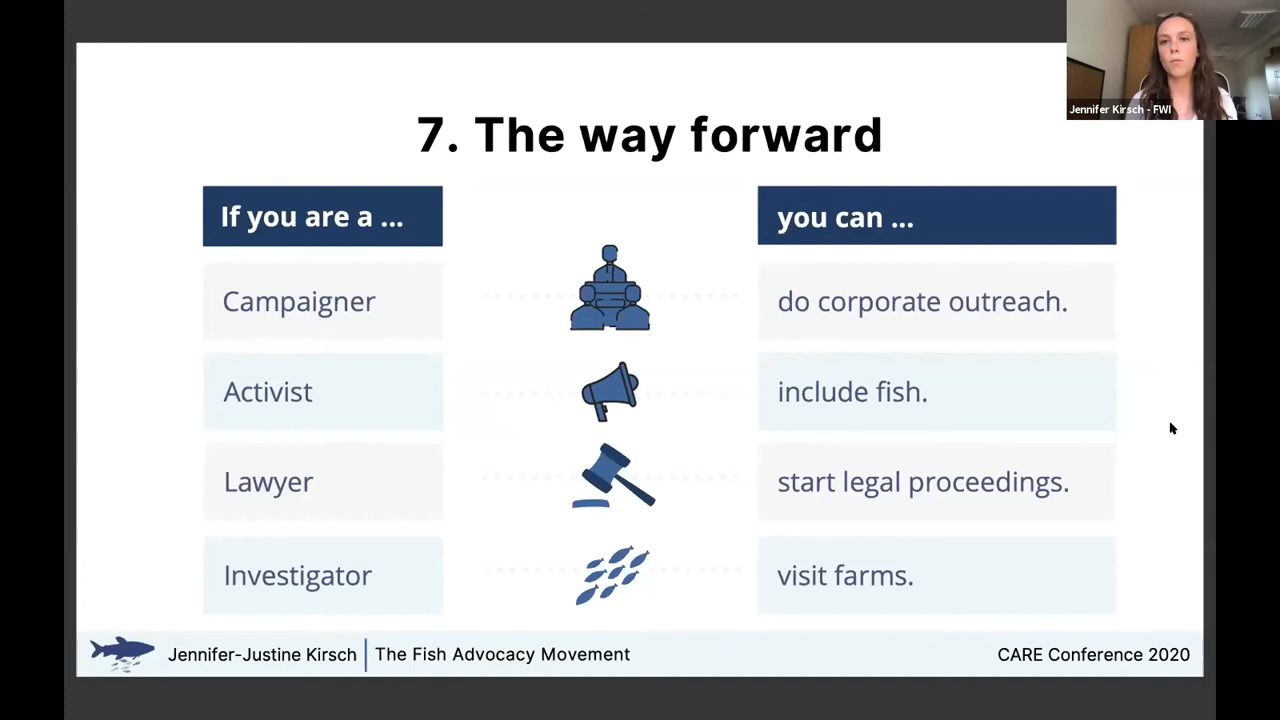 Jennifer Kirsch - FWI
7. The way forward
If you are a ...
you can ...
Campaigner
do corporate outreach.
Activist
include fish.
Lawyer
start legal proceedings.
Investigator
visit farms.
Jennifer-Justine Kirsch
The Fish Advocacy Movement
CARE Conference 2020